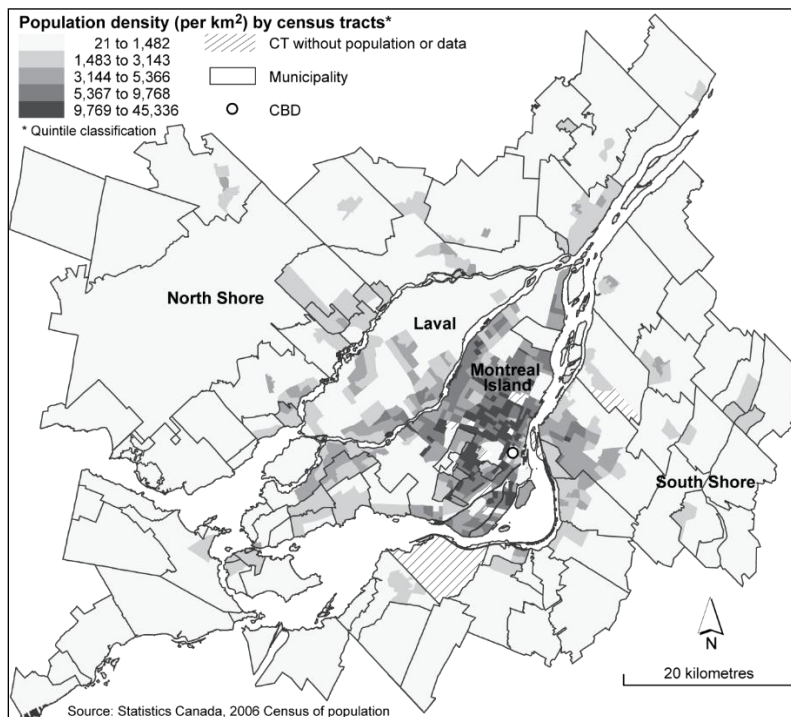 Population density (per km²) by census tracts*
21 to 1,482
1,483 to 3,143
3,144 to 5,366
5,367 to 9,768
9,769 to 45,336
* Quintile classification
CT without population or data
Municipality
CBD
North Shore
Laval
Montreal
Island
South Shore
N
20 kilometres
Source: Statistics Canada, 2006 Census of population